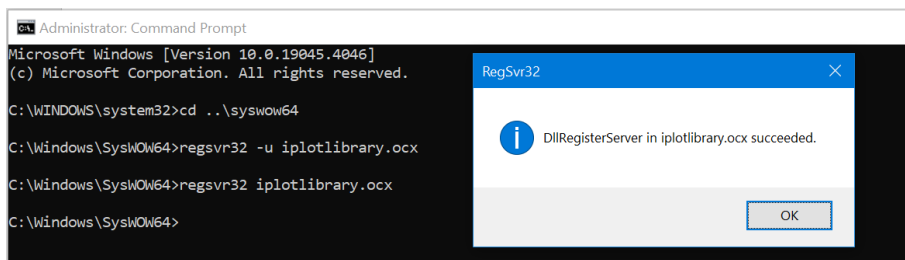 Administrator: Command Prompt
Microsoft Windows [Version 10.0.19045.4046]
(c) Microsoft Corporation. All rights reserved.
C:\WINDOWS\system32>cd ..\syswow64
C:\Windows\SysWOW64>regsvr32 -u iplotlibrary.ocx
C:\Windows\SysWOW64>regsvr32 iplotlibrary.ocx
C:\Windows\SysWOW64>
RegSvr32
DllRegisterServer in iplotlibrary.ocx succeeded.
OK